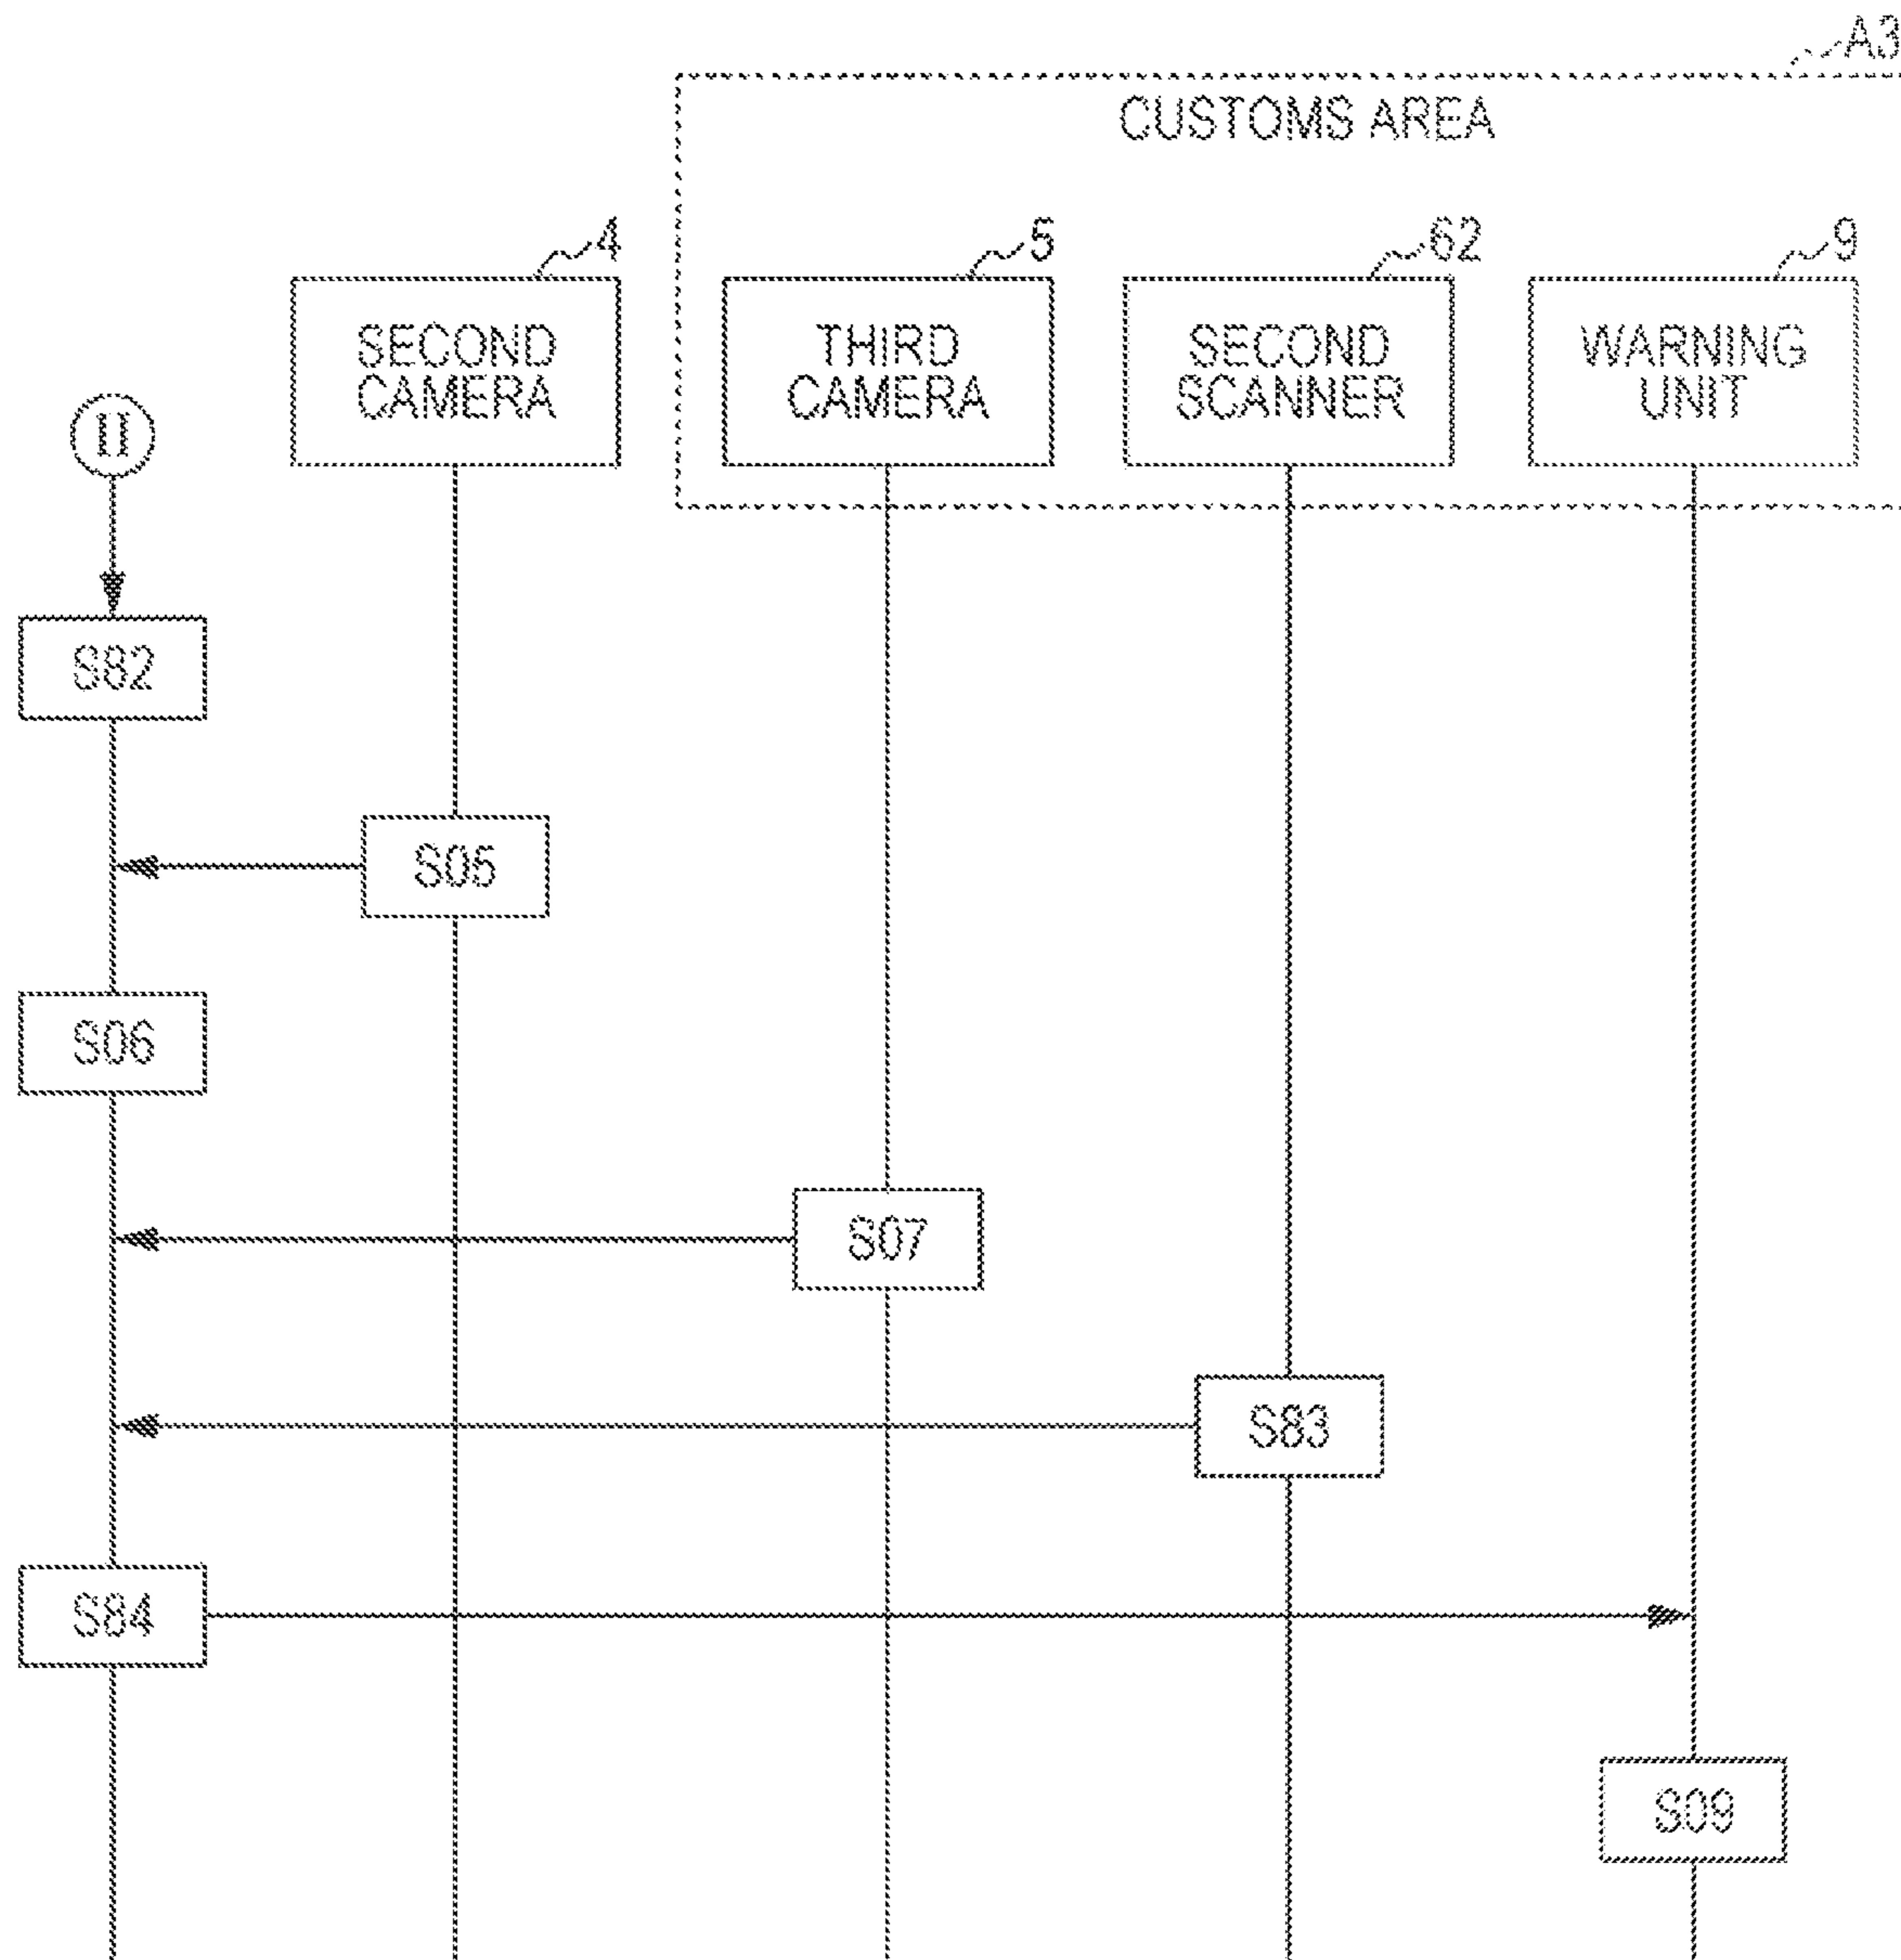 A3
CUSTOMS AREA
4
5
62
9
SECOND
CAMERA
THIRD
CAMERA
SECOND
SCANNER
WARNING
UNIT
II
S82
S05
S06
S07
S83
S84
S09